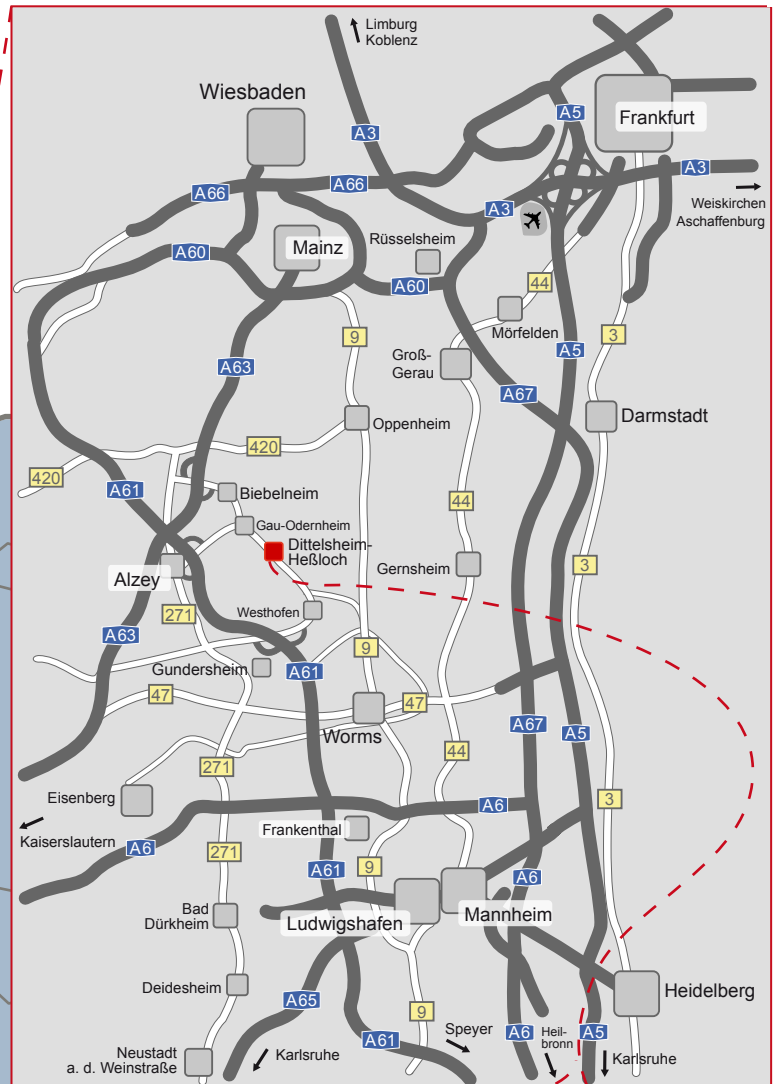 Limburg
Koblenz
Wiesbaden
A5
Frankfurt
A3
A3
A66
A66
Weiskirchen
Aschaffenburg
A3
A60
Mainz
Rüsselsheim
A60
44
Mörfelden
9
3
A5
Groß-
Gerau
A63
A67
Oppenheim
Darmstadt
420
420
A61
Biebelneim
44
Gau-Odernheim
Dittelsheim-
Heßloch
Alzey
Gernsheim
3
271
Westhofen
A63
9
Gundersheim
A61
47
47
Worms
A67
A5
44
271
Eisenberg
3
A6
Kaiserslautern
Frankenthal
A6
271
A61
9
A6
Bad
Dürkheim
Ludwigshafen
Mannheim
Deidesheim
Heidelberg
A65
9
Speyer
A6
Heil-
bronn
A5
A61
Neustadt
a. d. Weinstraße
Karlsruhe
Karlsruhe